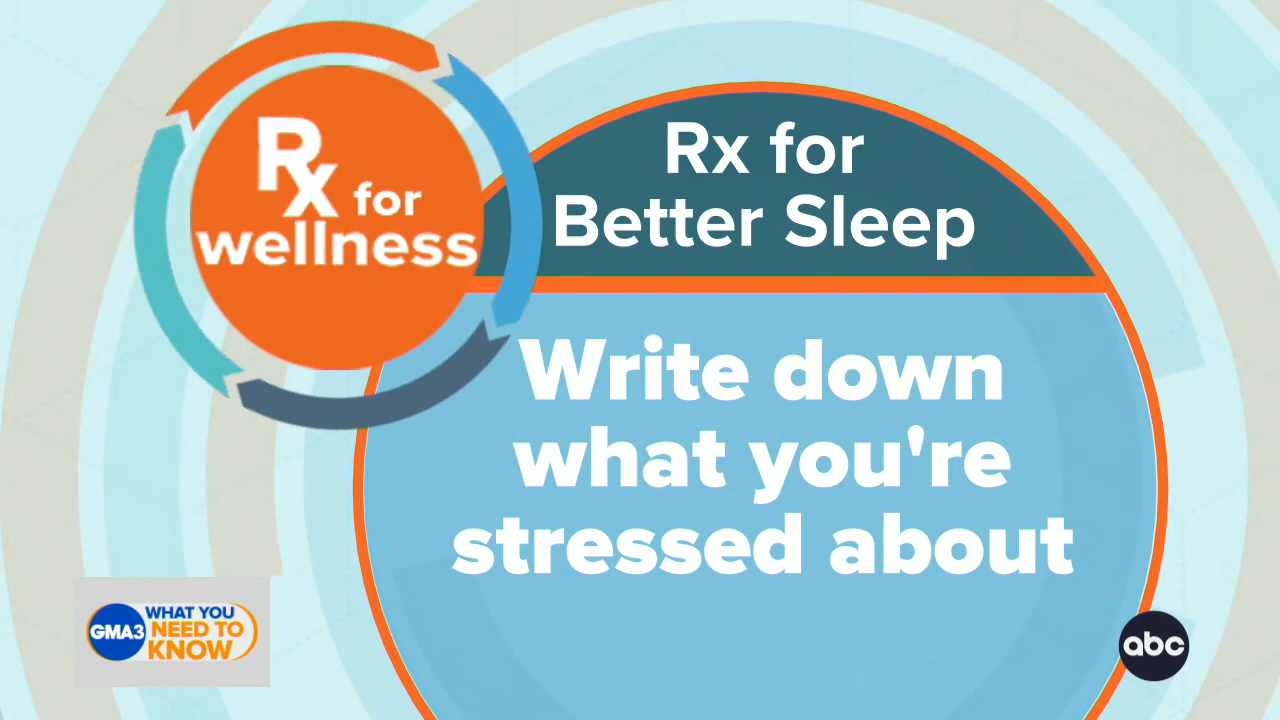 Rx for
wellness
Rx for
Better Sleep
Write down
what you're
stressed about
GMA3
WHAT YOU
NEED TO
KNOW
abc